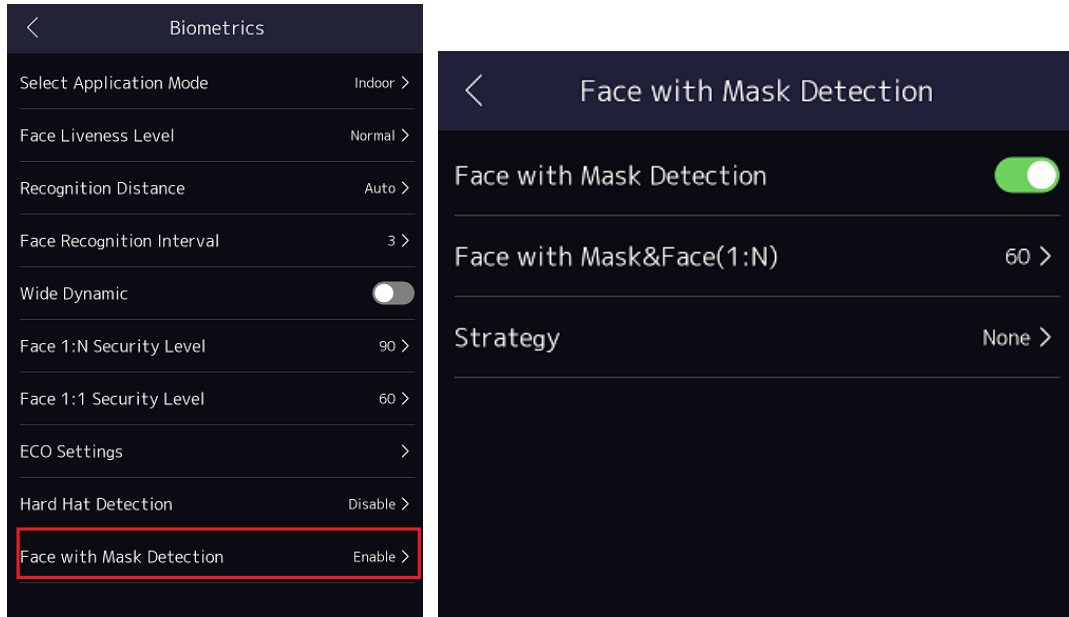 Biometrics
Select Application Mode Indoor
Face Liveness Level Normal
Recognition Distance Auto
Face Recognition Interval 3
Wide Dynamic
Face 1:N Security Level 90
Face 1:1 Security Level 60
ECO Settings
Hard Hat Detection Disable
Face with Mask Detection Enable
Face with Mask Detection
Face with Mask Detection
Face with Mask&Face(1:N) 60
Strategy None